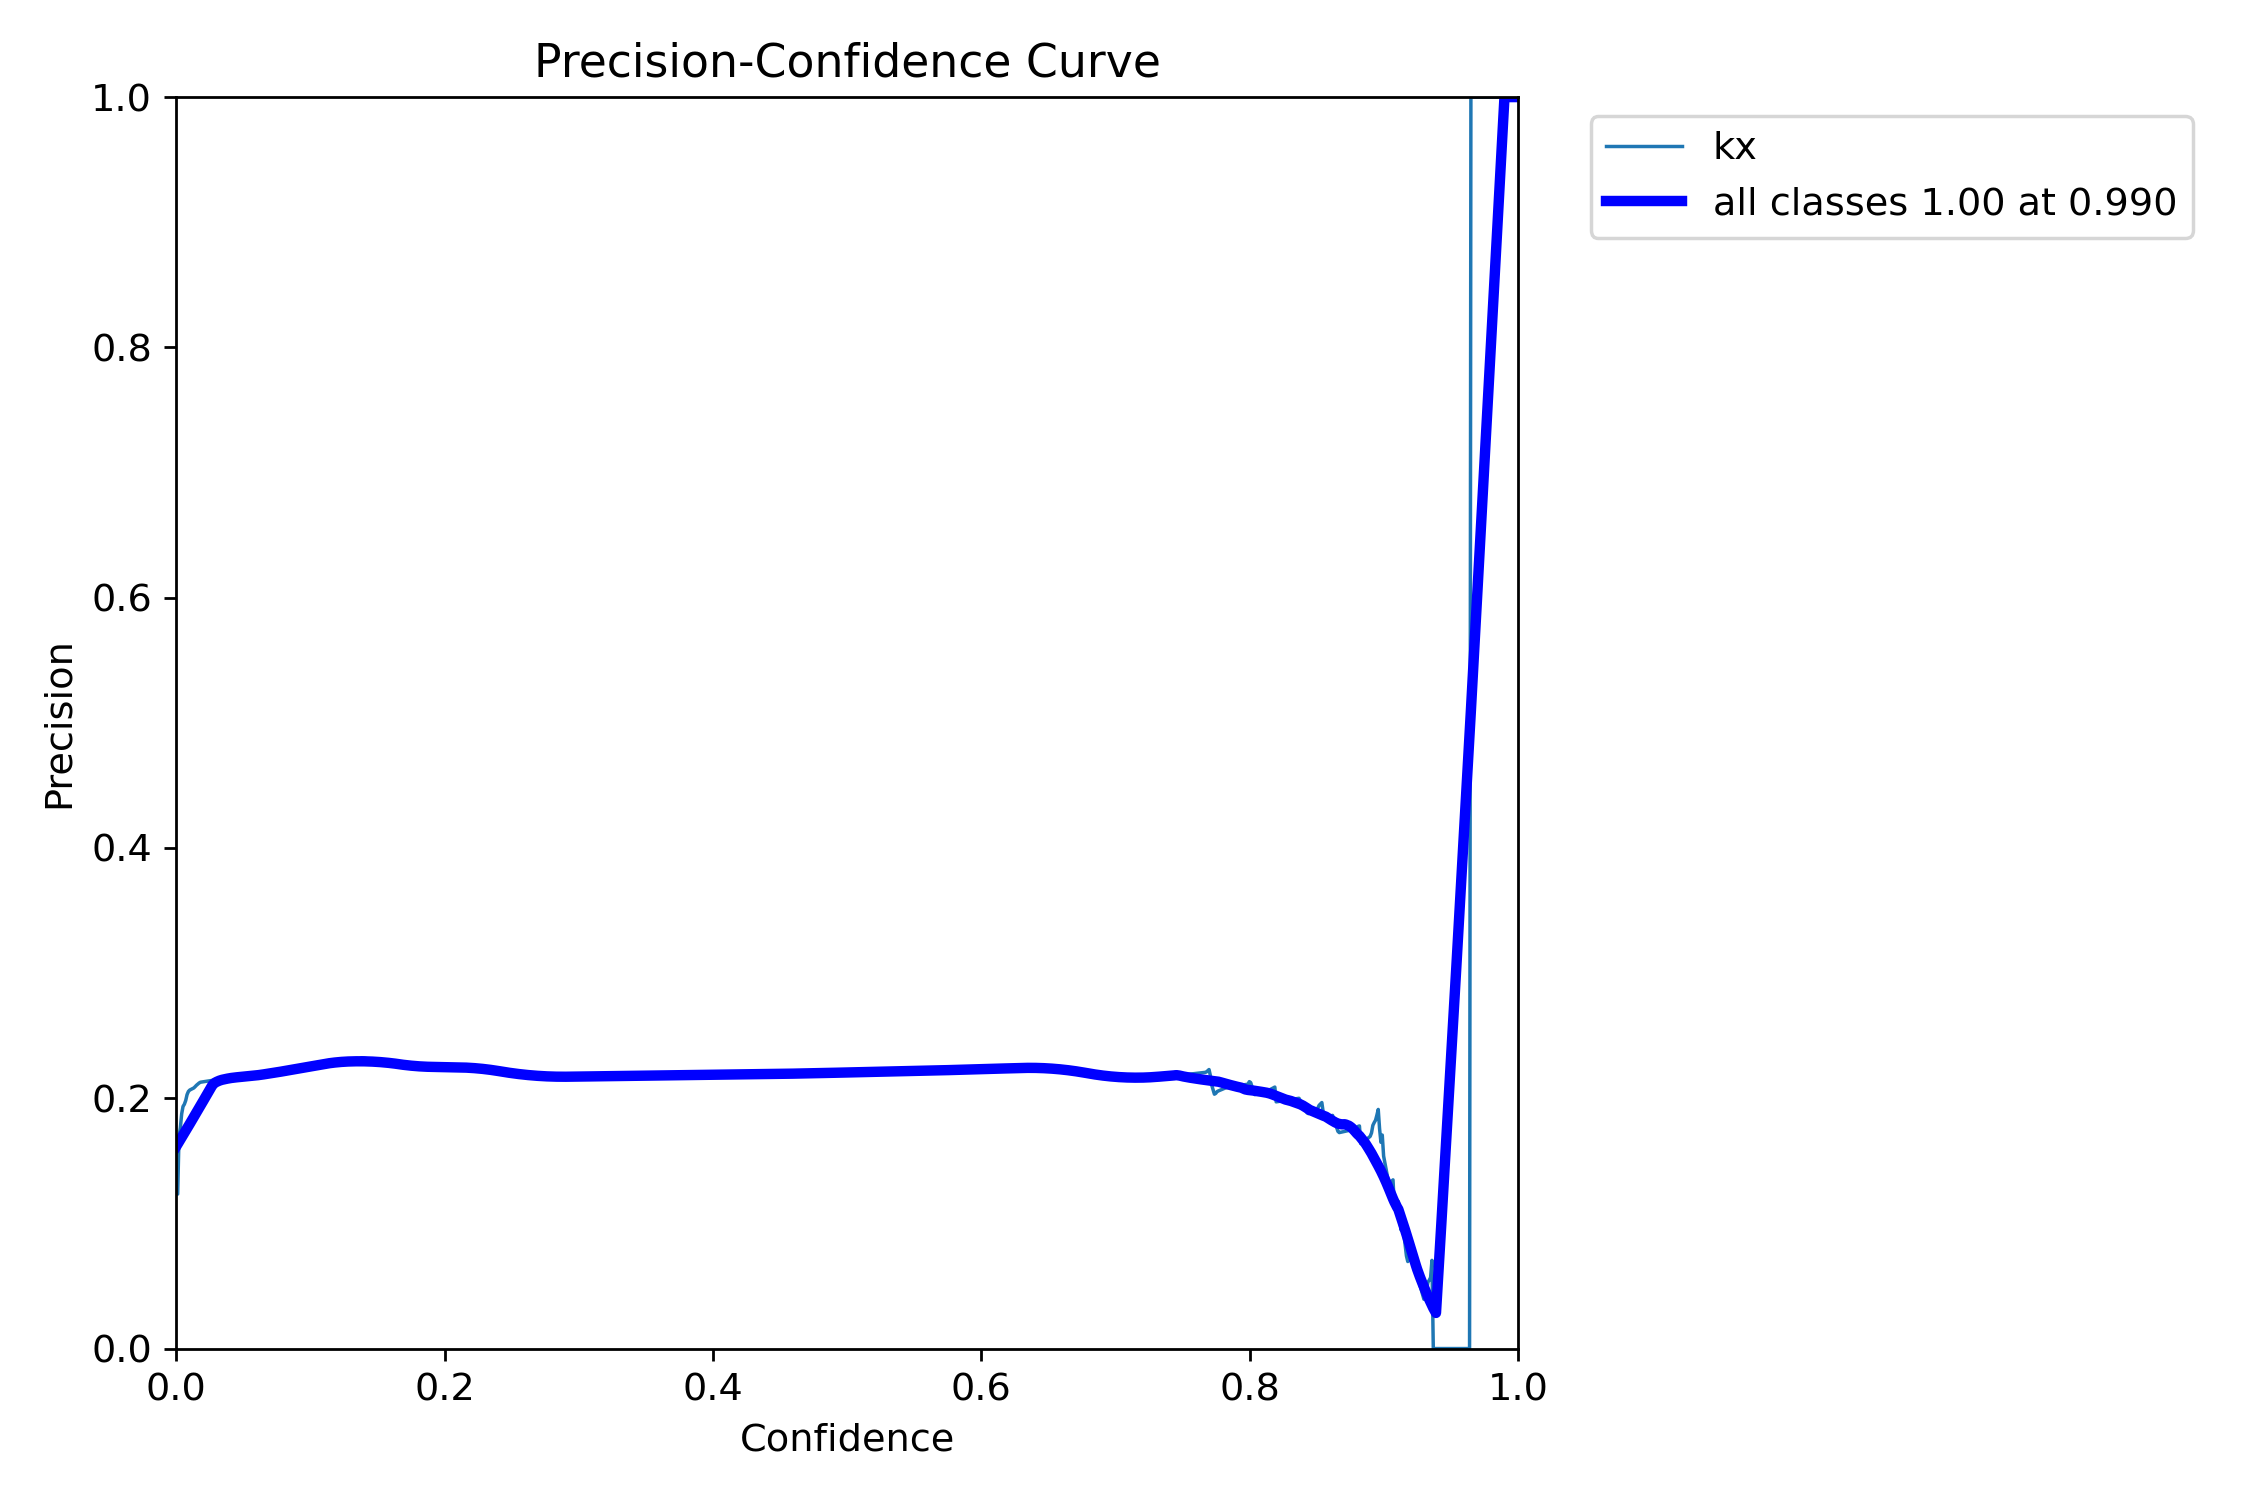 Precision-Confidence Curve
1.0
0.8
0.6
0.4
0.2
0.0
Precision
0.0 0.2 0.4 0.6 0.8 1.0
Confidence
kx
all classes 1.00 at 0.990